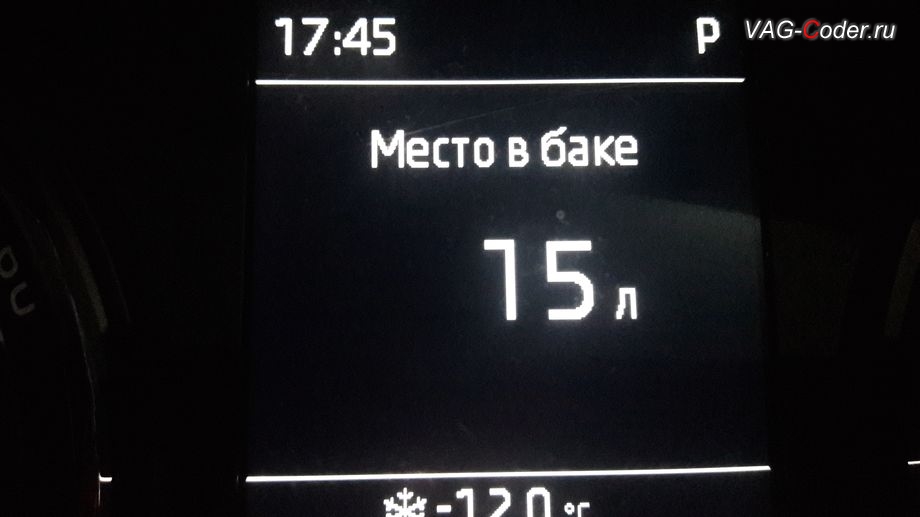 17:45 P
VAG-Coder.ru
Место в баке
15 л
-12.0 °C